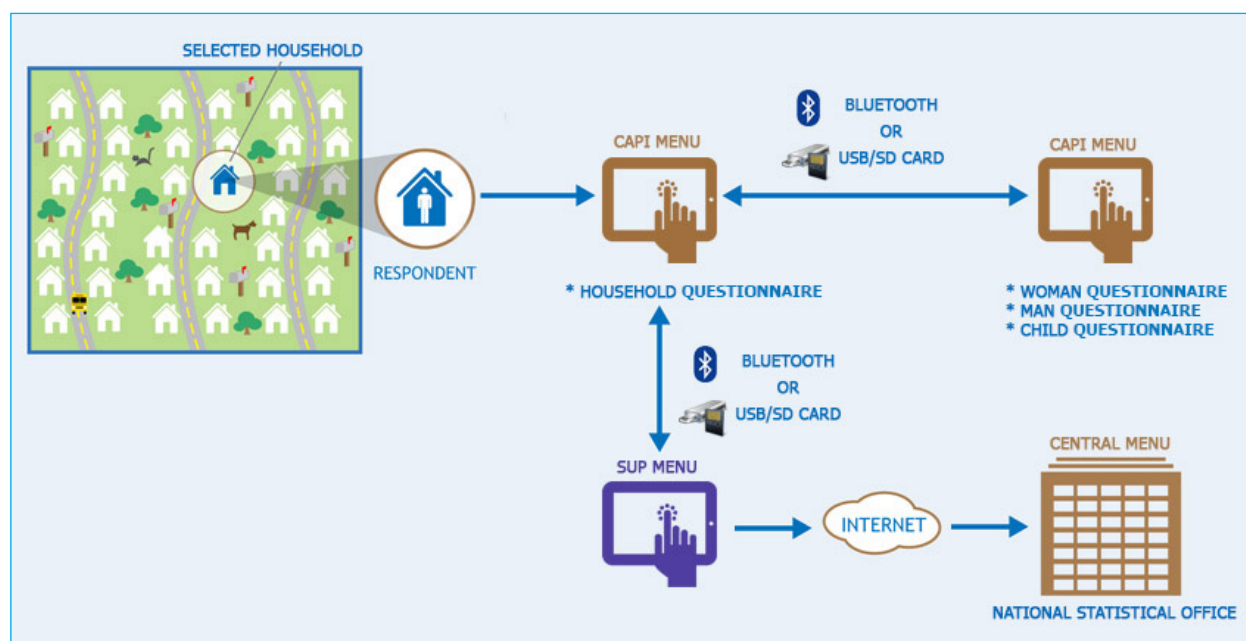 SELECTED HOUSEHOLD
RESPONDENT
CAPI MENU
* HOUSEHOLD QUESTIONNAIRE
BLUETOOTH
OR
USB/SD CARD
CAPI MENU
* WOMAN QUESTIONNAIRE
* MAN QUESTIONNAIRE
* CHILD QUESTIONNAIRE
BLUETOOTH
OR
USB/SD CARD
SUP MENU
INTERNET
CENTRAL MENU
NATIONAL STATISTICAL OFFICE